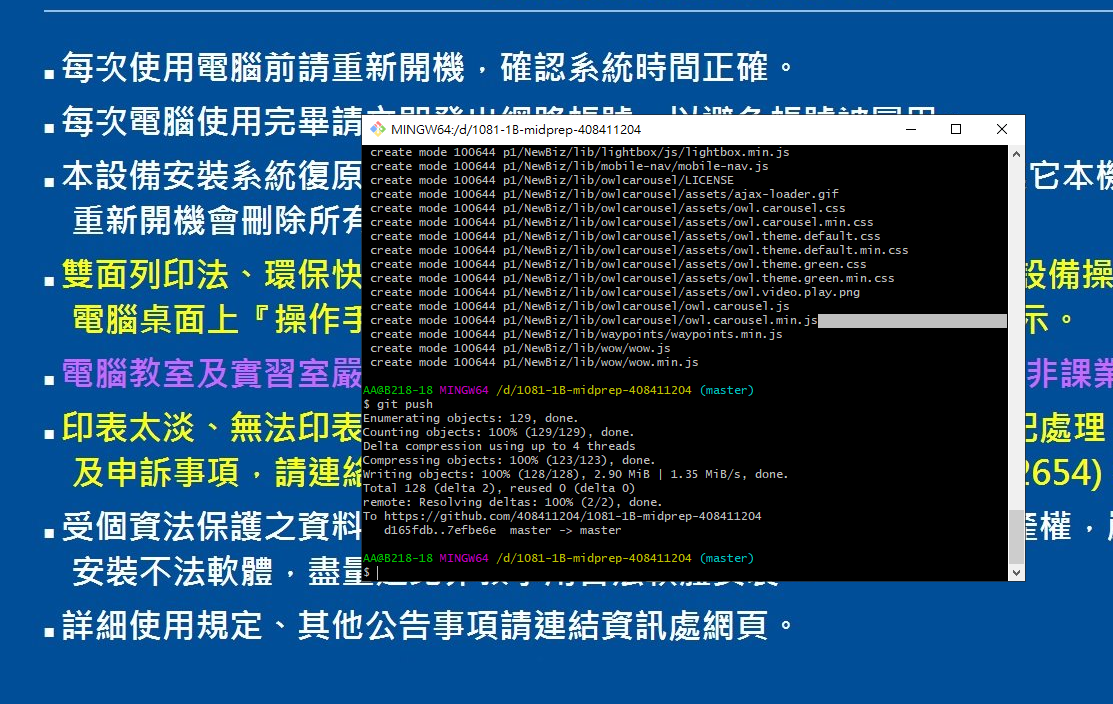 ■每次使用電腦前請重新開機，確認系統時間正確。
■每次電腦使用完畢請
■本設備安裝系統復原
它本機
重新開機會刪除所有
■雙面列印法、環保快
設備操
電腦桌面上『操作手
示。
■電腦教室及實習室嚴
非課業
■印表太淡、無法印表
記處理
及申訴事項，請連絡
2654)
■受個資法保護之資料
產權，
安裝不法軟體，盡量
■詳細使用規定、其他公告事項請連結資訊處網頁。
MINGW64:/d/1081-1B-midprep-408411204
create mode 100644 p1/NewBiz/lib/lightbox/js/lightbox.min.js
create mode 100644 p1/NewBiz/lib/mobile-nav/mobile-nav.js
create mode 100644 p1/NewBiz/lib/owlcarousel/LICENSE
create mode 100644 p1/NewBiz/lib/owlcarousel/assets/ajax-loader.gif
create mode 100644 p1/NewBiz/lib/owlcarousel/assets/owl.carousel.css
create mode 100644 p1/NewBiz/lib/owlcarousel/assets/owl.carousel.min.css
create mode 100644 p1/NewBiz/lib/owlcarousel/assets/owl.theme.default.css
create mode 100644 p1/NewBiz/lib/owlcarousel/assets/owl.theme.default.min.css
create mode 100644 p1/NewBiz/lib/owlcarousel/assets/owl.theme.green.css
create mode 100644 p1/NewBiz/lib/owlcarousel/assets/owl.theme.green.min.css
create mode 100644 p1/NewBiz/lib/owlcarousel/assets/owl.video.play.png
create mode 100644 p1/NewBiz/lib/owlcarousel/owl.carousel.js
create mode 100644 p1/NewBiz/lib/owlcarousel/owl.carousel.min.js
create mode 100644 p1/NewBiz/lib/waypoints/waypoints.min.js
create mode 100644 p1/NewBiz/lib/wow/wow.js
create mode 100644 p1/NewBiz/lib/wow/wow.min.js
AA@B218-18 MINGW64 /d/1081-1B-midprep-408411204 (master)
$ git push
Enumerating objects: 129, done.
Counting objects: 100% (129/129), done.
Delta compression using up to 4 threads
Compressing objects: 100% (123/123), done.
Writing objects: 100% (128/128), 2.90 MiB | 1.35 MiB/s, done.
Total 128 (delta 2), reused 0 (delta 0)
remote: Resolving deltas: 100% (2/2), done.
To https://github.com/408411204/1081-1B-midprep-408411204
d165fdb..7efbe6e master -> master
AA@B218-18 MINGW64 /d/1081-1B-midprep-408411204 (master)
$